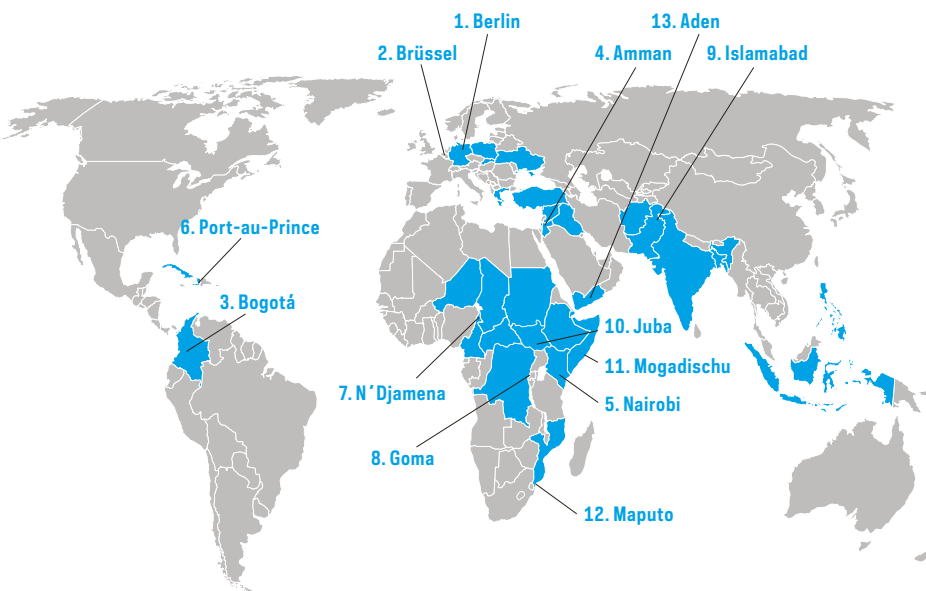 1. Berlin
13. Aden
2. Brüssel
4. Amman
9. Islamabad
6. Port-au-Prince
3. Bogotá
10. Juba
11. Mogadischu
7. N´Djamena
5. Nairobi
8. Goma
12. Maputo